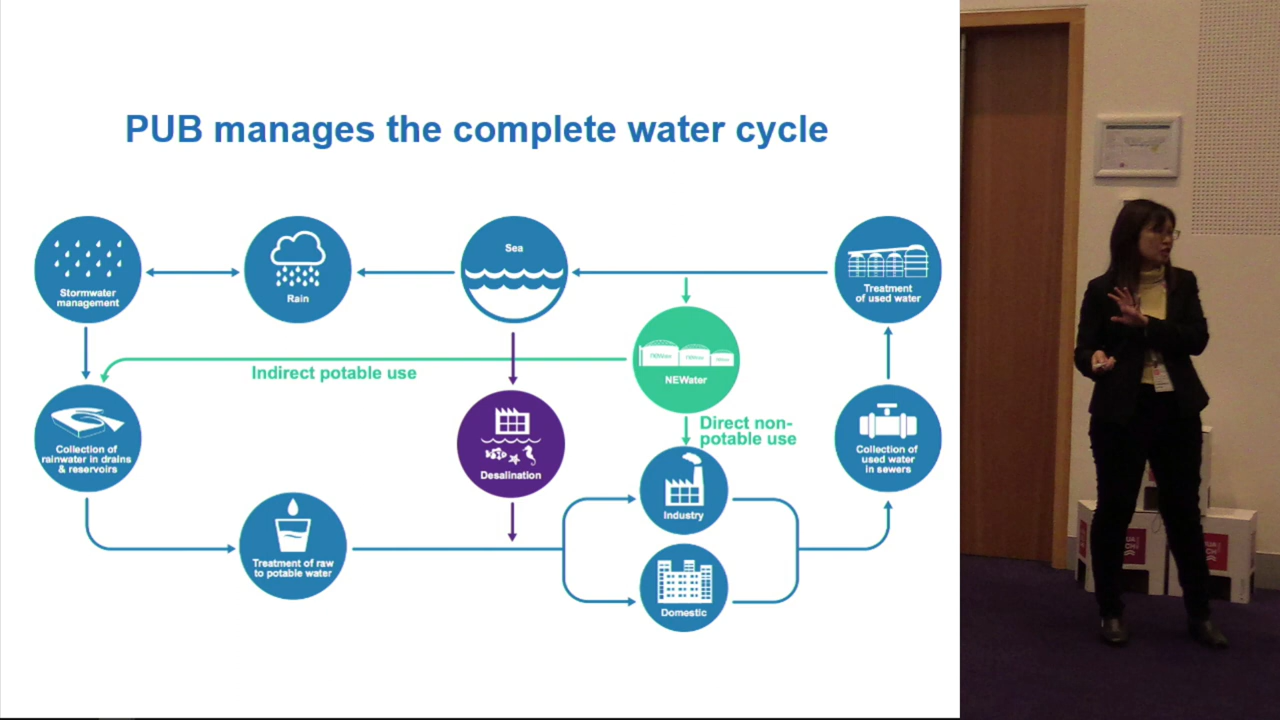 PUB manages the complete water cycle
Stormwater
management
Rain
Sea
Treatment
of used water
NEWater
Indirect potable use
Direct non-
potable use
Collection of
rainwater in drains
& reservoirs
Desalination
Industry
Collection of
used water
in sewers
Treatment of raw
to potable water
Domestic